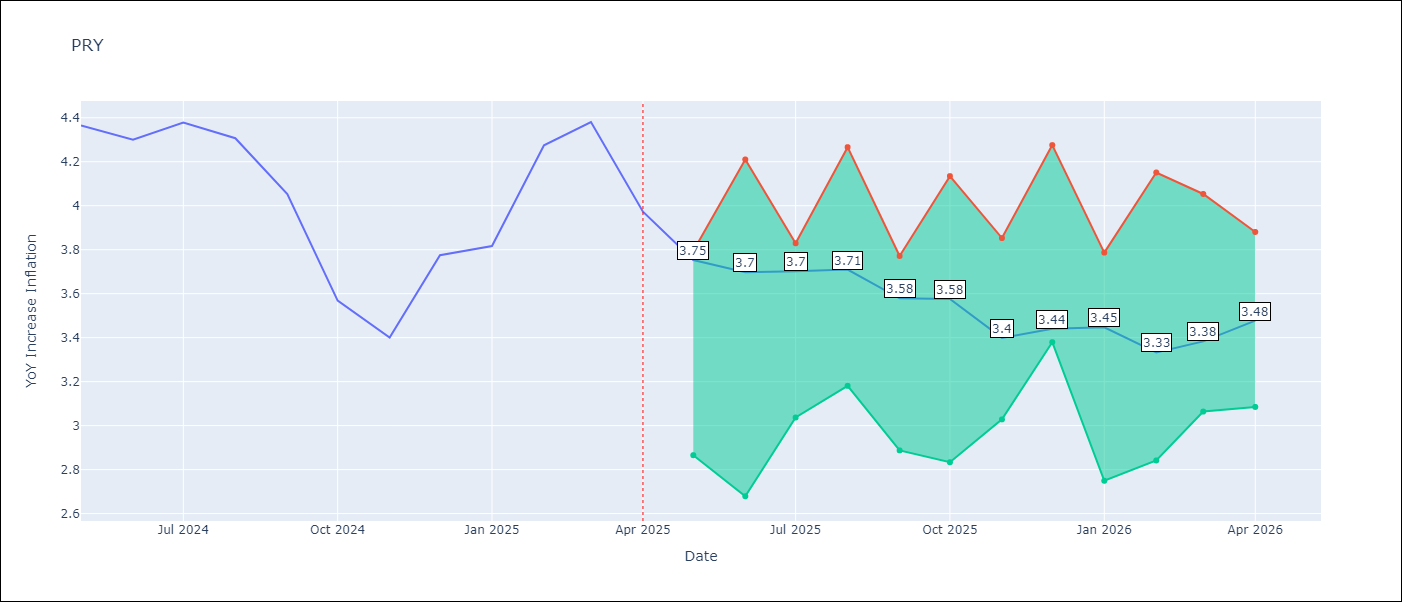 PRY
YoY Increase Inflation
4.4
4.2
4
3.8
3.6
3.4
3.2
3
2.8
2.6
3.75
3.7
3.7
3.71
3.58
3.58
3.4
3.44
3.45
3.33
3.38
3.48
Jul 2024
Oct 2024
Jan 2025
Apr 2025
Jul 2025
Oct 2025
Jan 2026
Apr 2026
Date